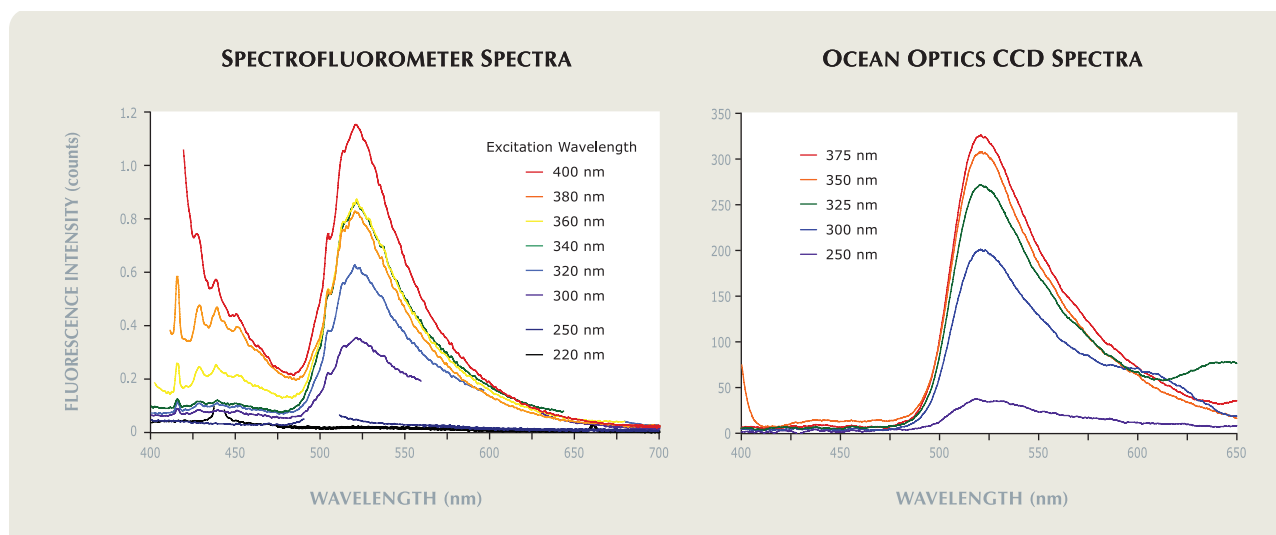 SPECTROFLUOROMETER SPECTRA
FLUORESCENCE INTENSITY (counts)
1.2
1.0
0.8
0.6
0.4
0.2
0
Excitation Wavelength
400 nm
380 nm
360 nm
340 nm
320 nm
300 nm
250 nm
220 nm
400 450 500 550 600 650 700
WAVELENGTH (nm)
OCEAN OPTICS CCD SPECTRA
350
300
250
200
150
100
50
0
375 nm
350 nm
325 nm
300 nm
250 nm
400 450 500 550 600 650
WAVELENGTH (nm)